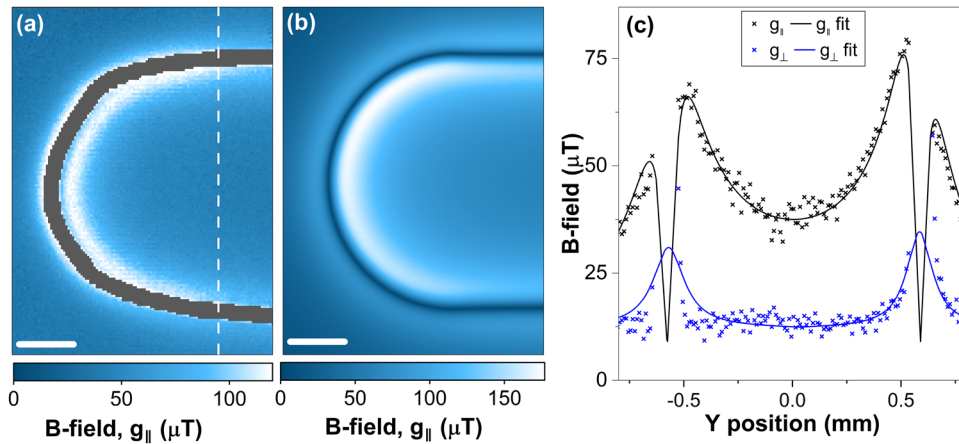 (a)
(b)
(c)
g∥ g∥ fit
g⊥ g⊥ fit
75
50
25
0
B-field (μT)
-0.5 0.0 0.5
Y position (mm)
0 50 100
B-field, g∥ (μT)
0 50 100 150
B-field, g∥ (μT)